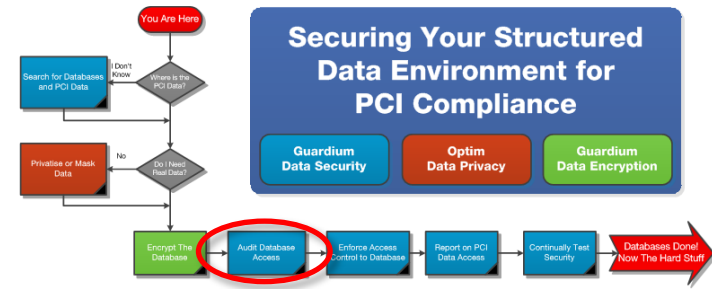 You Are Here
Securing Your Structured
Data Environment for
PCI Compliance
Guardium
Data Security
Optim
Data Privacy
Guardium
Data Encryption
Where is the
PCI Data?
I Don't
Know
Search for Databases
and PCI Data
Do I Need
Real Data?
No
Privatise or Mask
Data
Encrypt The
Database
Audit Database
Access
Enforce Access
Control to Database
Report on PCI
Data Access
Continually Test
Security
Databases Done!
Now The Hard Stuff